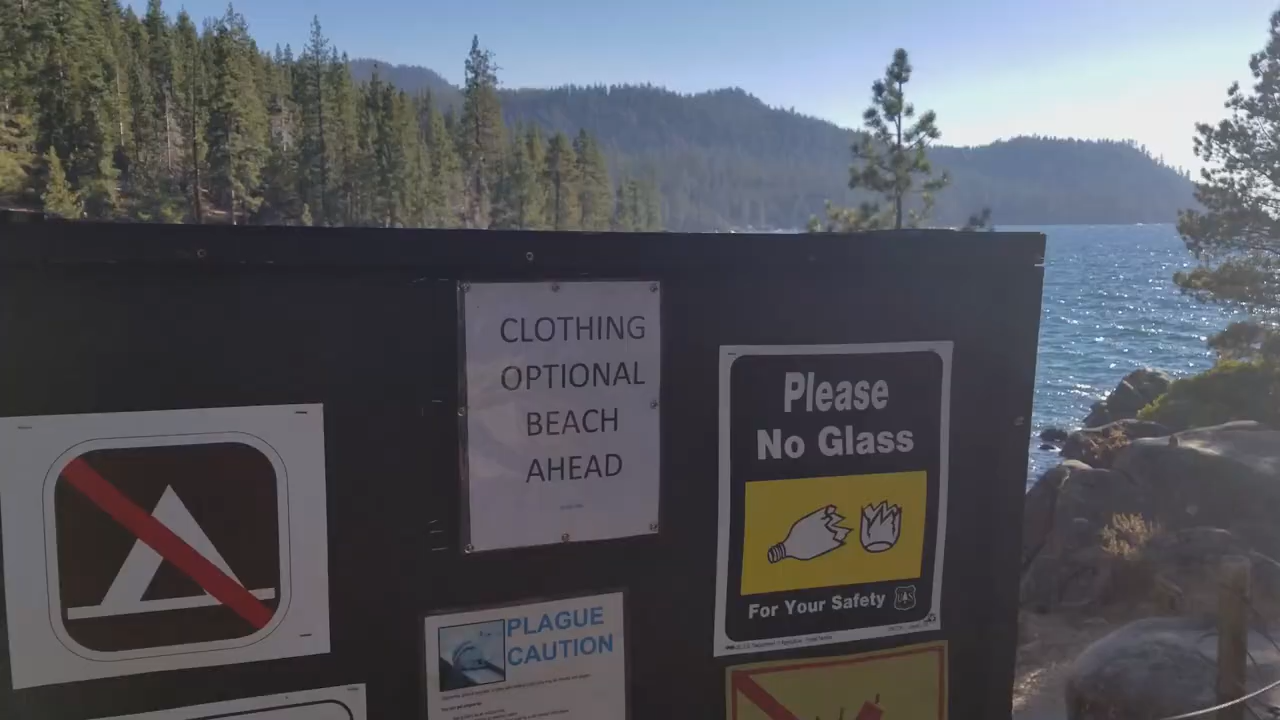 CLOTHING
OPTIONAL
BEACH
AHEAD
Please
No Glass
For Your Safety
PLAGUE
CAUTION